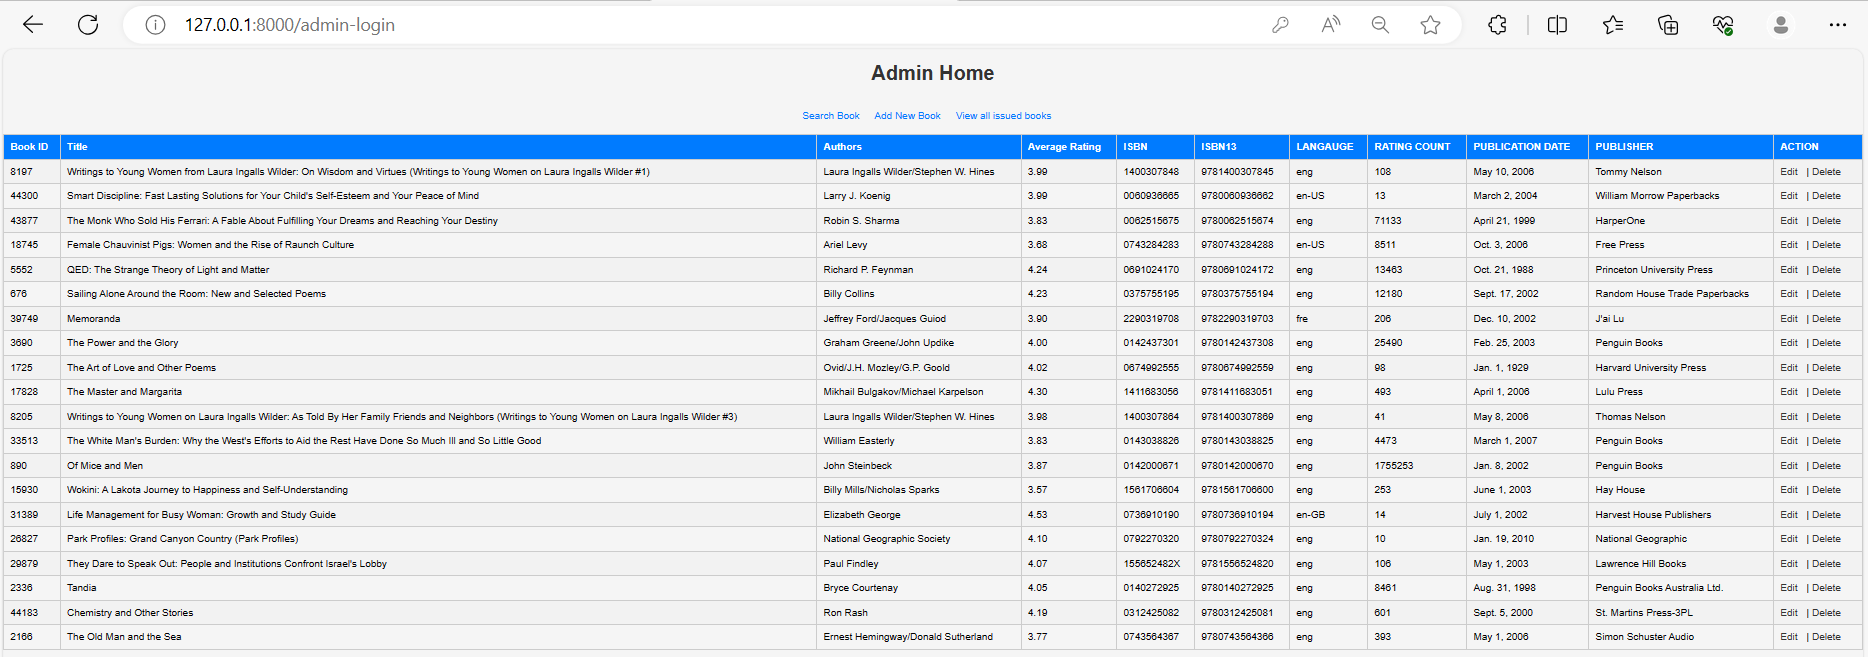 127.0.0.1:8000/admin-login
Admin Home
Search Book Add New Book View all issued books
Book ID Title Authors Average Rating ISBN ISBN13 LANGAUGE RATING COUNT PUBLICATION DATE PUBLISHER ACTION
8197 Writings to Young Women from Laura Ingalls Wilder: On Wisdom and Virtues (Writings to Young Women on Laura Ingalls Wilder #1) Laura Ingalls Wilder/Stephen W. Hines 3.99 1400307848 9781400307845 eng 108 May 10, 2006 Tommy Nelson Edit | Delete
44300 Smart Discipline: Fast Lasting Solutions for Your Child's Self-Esteem and Your Peace of Mind Larry J. Koenig 3.99 0060936665 9780060936662 en-US 13 March 2, 2004 William Morrow Paperbacks Edit | Delete
43877 The Monk Who Sold His Ferrari: A Fable About Fulfilling Your Dreams and Reaching Your Destiny Robin S. Sharma 3.83 0062515675 9780062515674 eng 71133 April 21, 1999 HarperOne Edit | Delete
18745 Female Chauvinist Pigs: Women and the Rise of Raunch Culture Ariel Levy 3.68 0743284283 9780743284288 en-US 8511 Oct. 3, 2006 Free Press Edit | Delete
5552 QED: The Strange Theory of Light and Matter Richard P. Feynman 4.24 0691024170 9780691024172 eng 13463 Oct. 21, 1988 Princeton University Press Edit | Delete
676 Sailing Alone Around the Room: New and Selected Poems Billy Collins 4.23 0375755195 9780375755194 eng 12180 Sept. 17, 2002 Random House Trade Paperbacks Edit | Delete
39749 Memoranda Jeffrey Ford/Jacques Guiod 3.90 2290319708 9782290319703 fre 206 Dec. 10, 2002 J'ai Lu Edit | Delete
3690 The Power and the Glory Graham Greene/John Updike 4.00 0142437301 9780142437308 eng 25490 Feb. 25, 2003 Penguin Books Edit | Delete
1725 The Art of Love and Other Poems Ovid/J.H. Mozley/G.P. Goold 4.02 0674992555 9780674992559 eng 98 Jan. 1, 1929 Harvard University Press Edit | Delete
17828 The Master and Margarita Mikhail Bulgakov/Michael Karpelson 4.30 1411683056 9781411683051 eng 493 April 1, 2006 Lulu Press Edit | Delete
8205 Writings to Young Women on Laura Ingalls Wilder: As Told By Her Family Friends and Neighbors (Writings to Young Women on Laura Ingalls Wilder #3) Laura Ingalls Wilder/Stephen W. Hines 3.98 1400307864 9781400307869 eng 41 May 8, 2006 Thomas Nelson Edit | Delete
33513 The White Man's Burden: Why the West's Efforts to Aid the Rest Have Done So Much Ill and So Little Good William Easterly 3.83 0143038826 9780143038825 eng 4473 March 1, 2007 Penguin Books Edit | Delete
890 Of Mice and Men John Steinbeck 3.87 0142000671 9780142000670 eng 1755253 Jan. 8, 2002 Penguin Books Edit | Delete
15930 Wokini: A Lakota Journey to Happiness and Self-Understanding Billy Mills/Nicholas Sparks 3.57 1561706604 9781561706600 eng 253 June 1, 2003 Hay House Edit | Delete
31389 Life Management for Busy Woman: Growth and Study Guide Elizabeth George 4.53 0736910190 9780736910194 en-GB 14 July 1, 2002 Harvest House Publishers Edit | Delete
26827 Park Profiles: Grand Canyon Country (Park Profiles) National Geographic Society 4.10 0792270320 9780792270324 eng 10 Jan. 19, 2010 National Geographic Edit | Delete
29879 They Dare to Speak Out: People and Institutions Confront Israel's Lobby Paul Findley 4.07 155652482X 9781556524820 eng 106 May 1, 2003 Lawrence Hill Books Edit | Delete
2336 Tandia Bryce Courtenay 4.05 0140272925 9780140272925 eng 8461 Aug. 31, 1998 Penguin Books Australia Ltd. Edit | Delete
44183 Chemistry and Other Stories Ron Rash 4.19 0312425082 9780312425081 eng 601 Sept. 5, 2000 St. Martins Press-3PL Edit | Delete
2166 The Old Man and the Sea Ernest Hemingway/Donald Sutherland 3.77 0743564367 9780743564366 eng 393 May 1, 2006 Simon Schuster Audio Edit | Delete